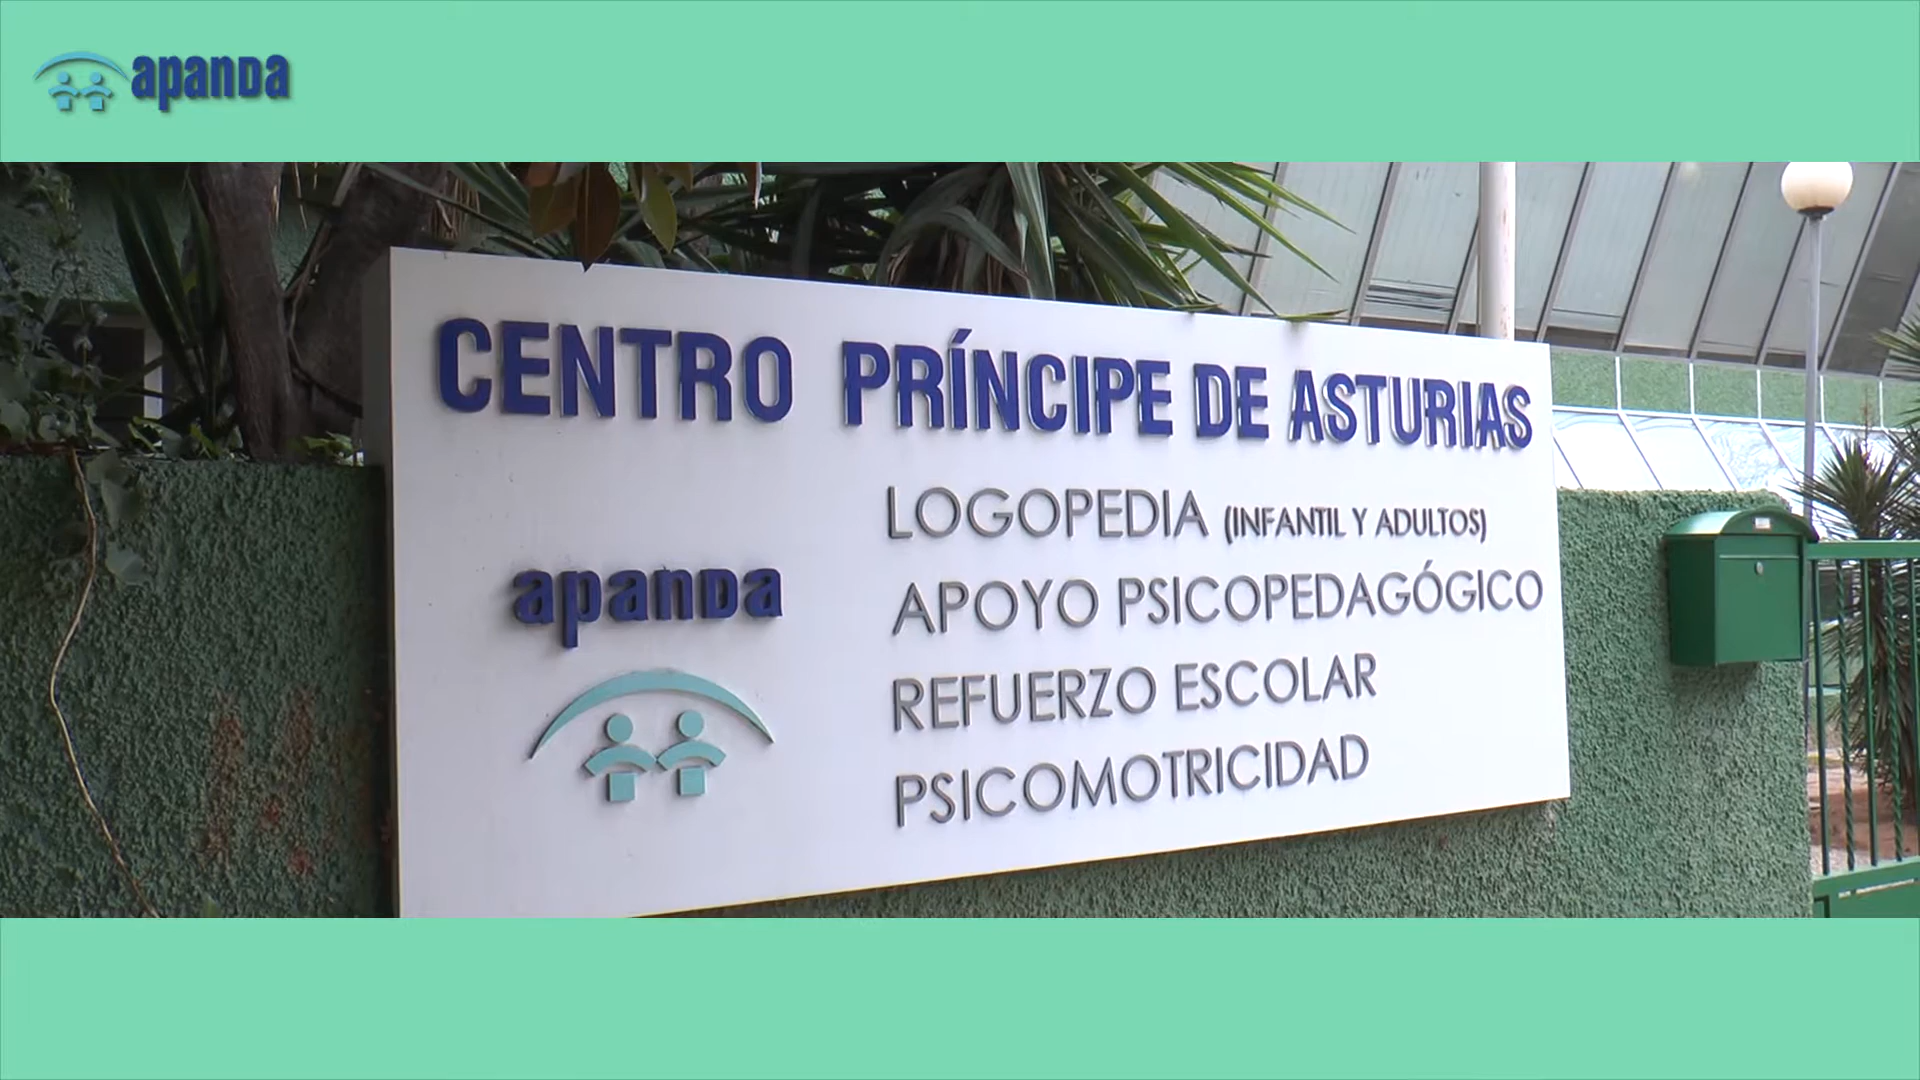 apanda
CENTRO PRÍNCIPE DE ASTURIAS
LOGOPEDIA (INFANTIL Y ADULTOS)
apanda
APOYO PSICOPEDAGÓGICO
REFUERZO ESCOLAR
PSICOMOTRICIDAD